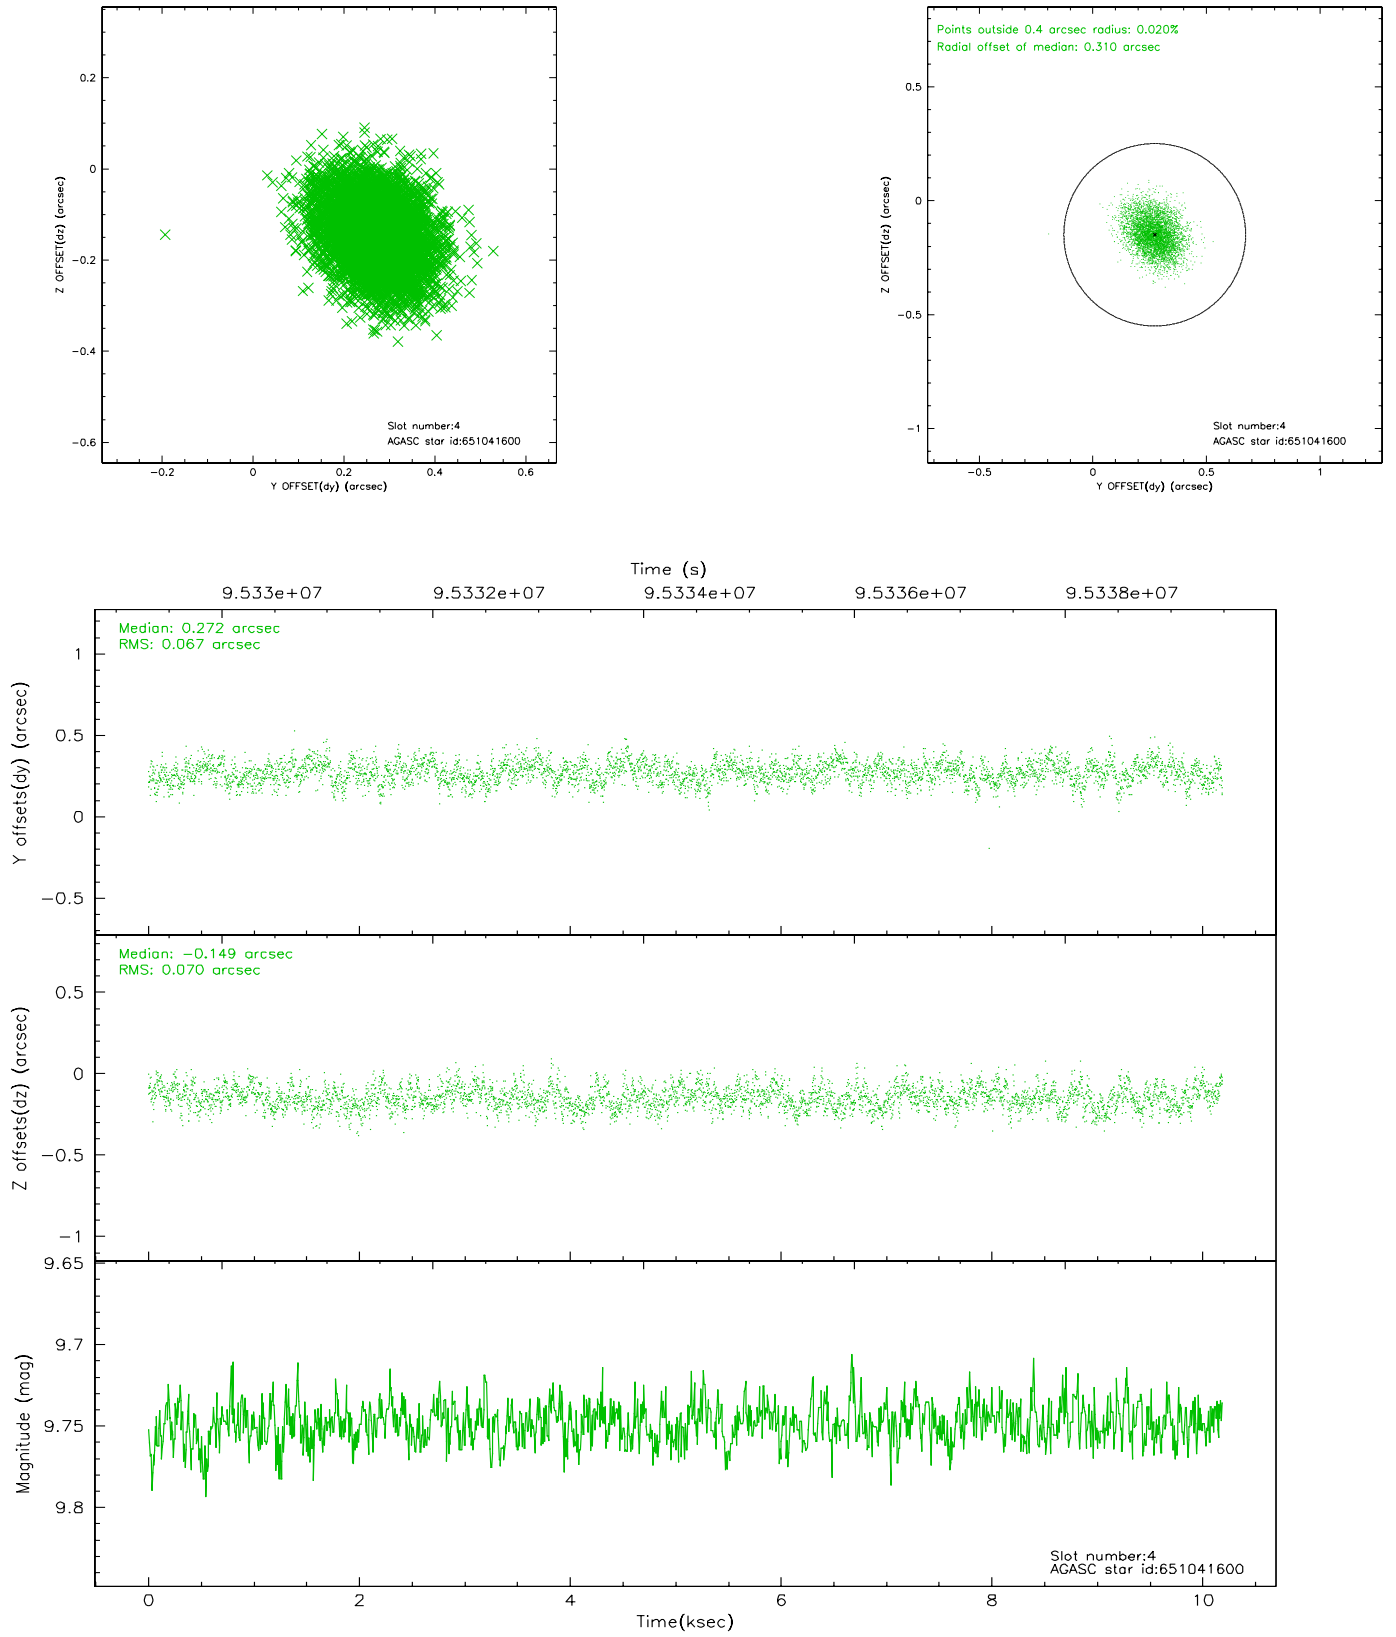 0.2
0
−0.2
−0.4
−0.6
Z OFFSET(dz) (arcsec)
Slot number:4
AGASC star id:651041600
−0.2 0 0.2 0.4 0.6
Y OFFSET(dy) (arcsec)
Points outside 0.4 arcsec radius: 0.020%
Radial offset of median: 0.310 arcsec
0.5
0
−0.5
−1
Z OFFSET(dz) (arcsec)
Slot number:4
AGASC star id:651041600
−0.5 0 0.5 1
Y OFFSET(dy) (arcsec)
Time (s)
9.533e+07 9.5332e+07 9.5334e+07 9.5336e+07 9.5338e+07
Median: 0.272 arcsec
RMS: 0.067 arcsec
1
0.5
0
−0.5
Y offsets(dy) (arcsec)
Median: −0.149 arcsec
RMS: 0.070 arcsec
0.5
0
−0.5
−1
Z offsets(dz) (arcsec)
9.65
9.7
9.75
9.8
Magnitude (mag)
Slot number:4
AGASC star id:651041600
0 2 4 6 8 10
Time(ksec)